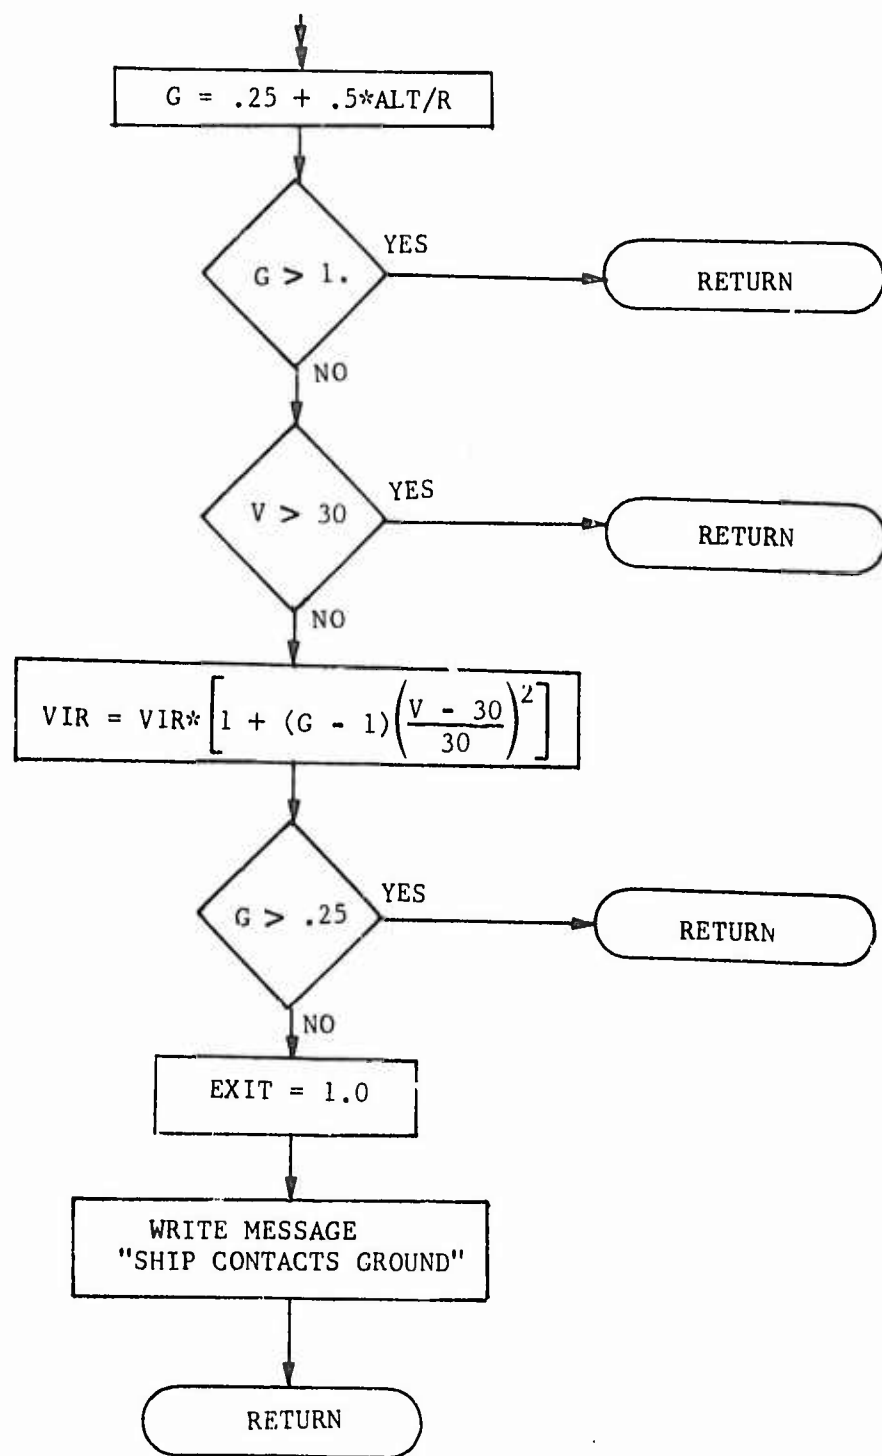 G = .25 + .5*ALT/R
G > 1.
YES
RETURN
NO
V > 30
YES
RETURN
NO
VIR = VIR*[1 + (G - 1)((V - 30)/30)^2]
G > .25
YES
RETURN
NO
EXIT = 1.0
WRITE MESSAGE
"SHIP CONTACTS GROUND"
RETURN